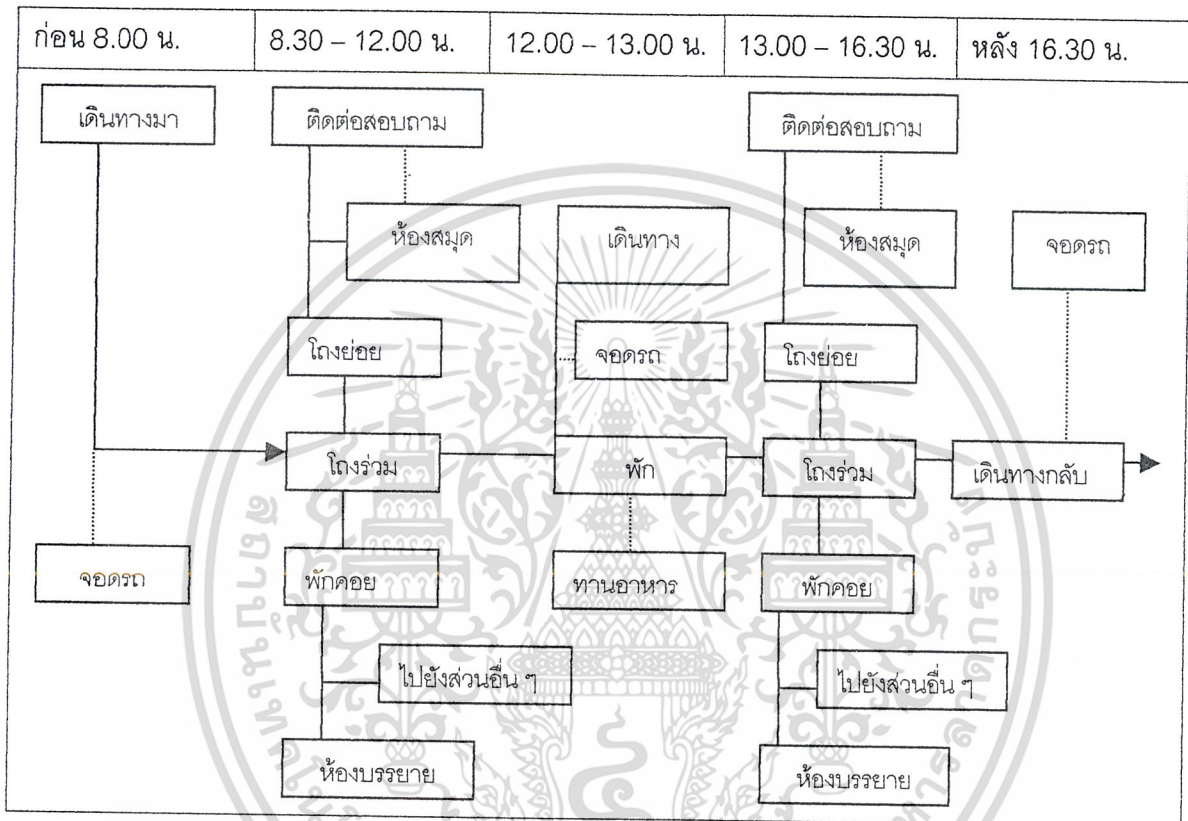 ก่อน 8.00 น.
8.30 – 12.00 น.
12.00 – 13.00 น.
13.00 – 16.30 น.
หลัง 16.30 น.
เดินทางมา
จอดรถ
ติดต่อสอบถาม
ห้องสมุด
โถงย่อย
โถงร่วม
พักคอย
ไปยังส่วนอื่น ๆ
ห้องบรรยาย
เดินทาง
จอดรถ
พัก
ทานอาหาร
ติดต่อสอบถาม
ห้องสมุด
โถงย่อย
โถงร่วม
พักคอย
ไปยังส่วนอื่น ๆ
ห้องบรรยาย
จอดรถ
เดินทางกลับ